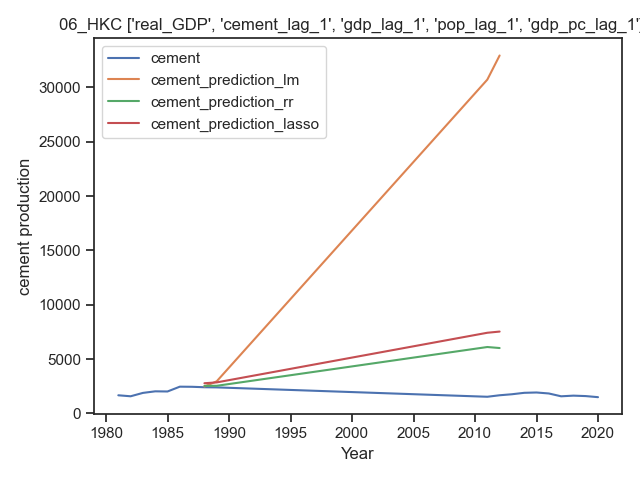 06_HKC ['real_GDP', 'cement_lag_1', 'gdp_lag_1', 'pop_lag_1', 'gdp_pc_lag_1'
cement
cement_prediction_lm
cement_prediction_rr
cement_prediction_lasso
cement production
30000
25000
20000
15000
10000
5000
0
1980 1985 1990 1995 2000 2005 2010 2015 2020
Year